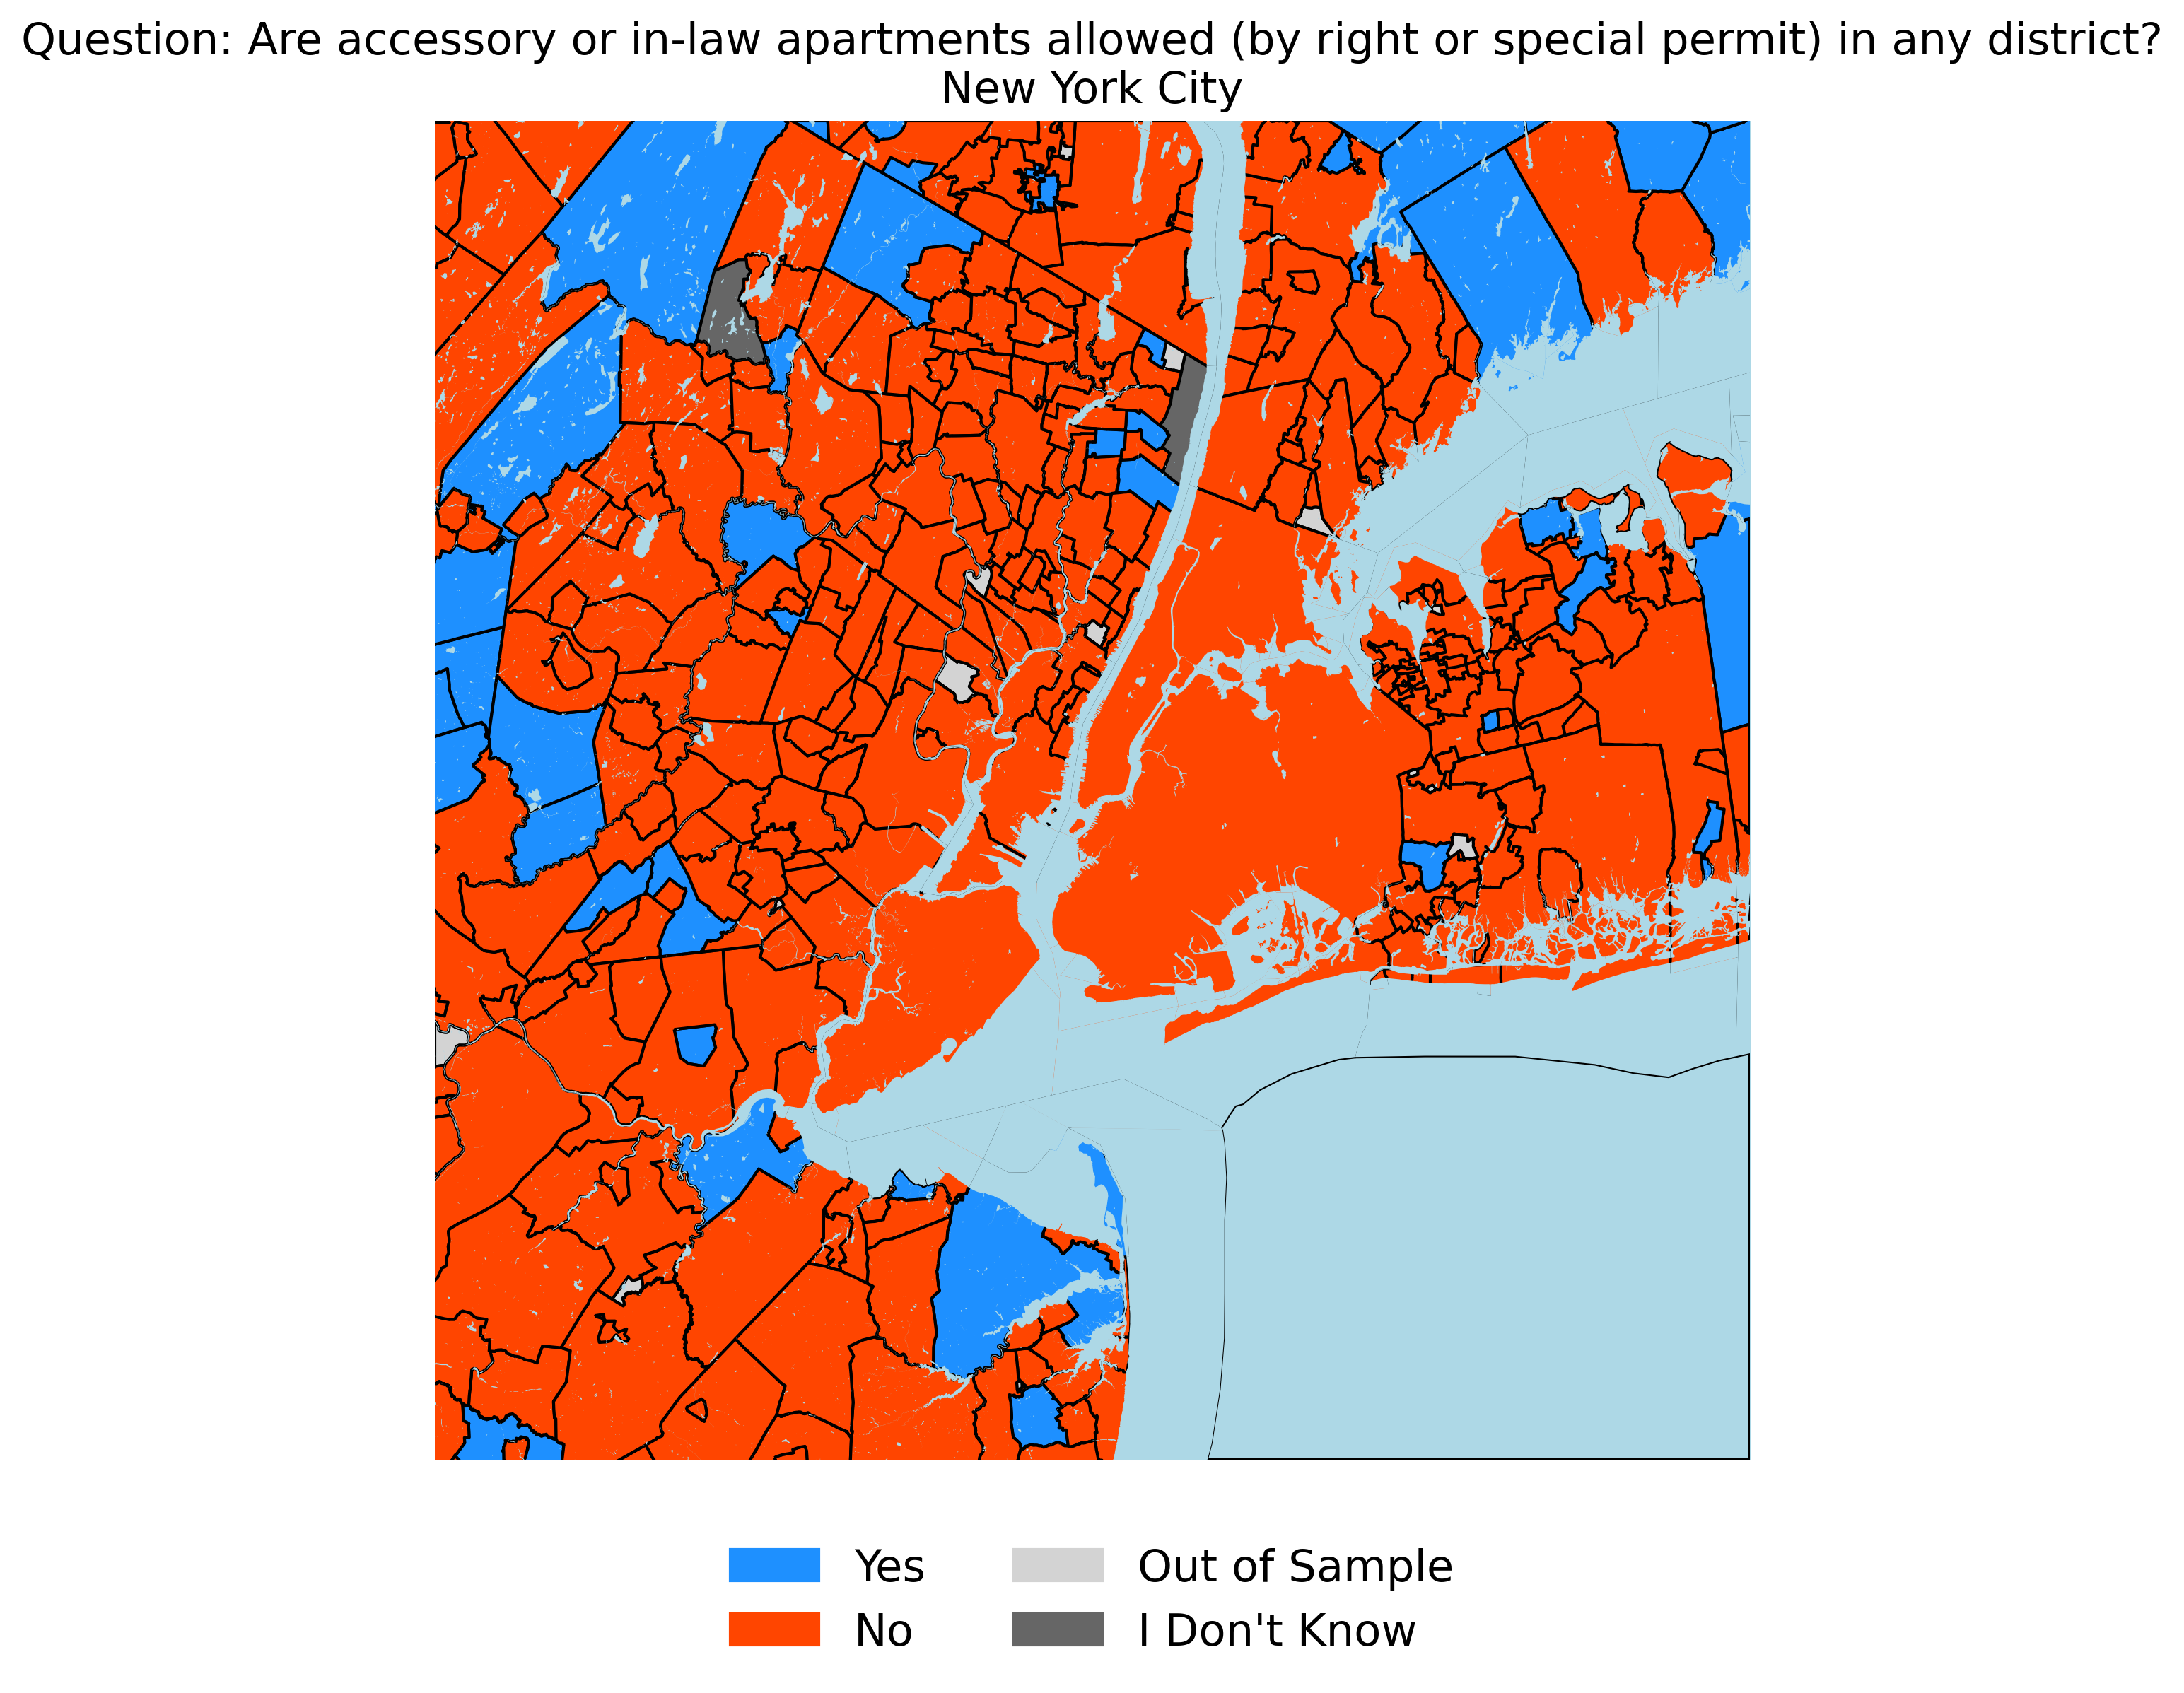 Question: Are accessory or in-law apartments allowed (by right or special permit) in any district?
New York City
Yes
No
Out of Sample
I Don't Know